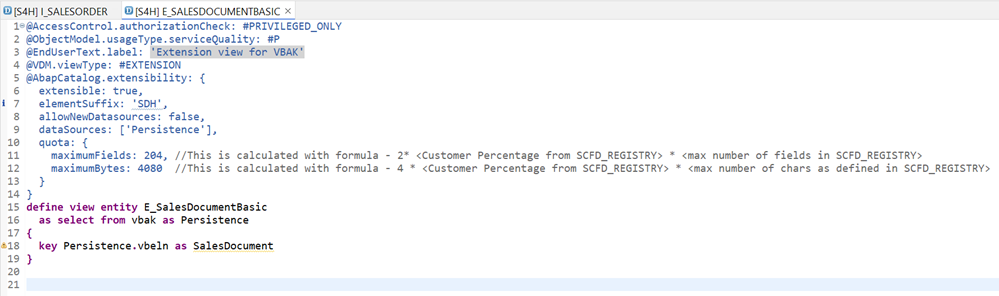 [S4H] I_SALESORDER [S4H] E_SALESDOCUMENTBASIC
1 @AccessControl.authorizationCheck: #PRIVILEGED_ONLY
2 @ObjectModel.usageType.serviceQuality: #P
3 @EndUserText.label: 'Extension view for VBAK'
4 @VDM.viewType: #EXTENSION
5 @AbapCatalog.extensibility: {
6 extensible: true,
7 elementSuffix: 'SDH',
8 allowNewDatasources: false,
9 dataSources: ['Persistence'],
10 quota: {
11 maximumFields: 204, //This is calculated with formula - 2* <Customer Percentage from SCFD_REGISTRY> * <max number of fields in SCFD_REGISTRY>
12 maximumBytes: 4080 //This is calculated with formula - 4 * <Customer Percentage from SCFD_REGISTRY> * <max number of chars as defined in SCFD_REGISTRY>
13 }
14 }
15 define view entity E_SalesDocumentBasic
16 as select from vbak as Persistence
17 {
18 key Persistence.vbeln as SalesDocument
19 }
20
21